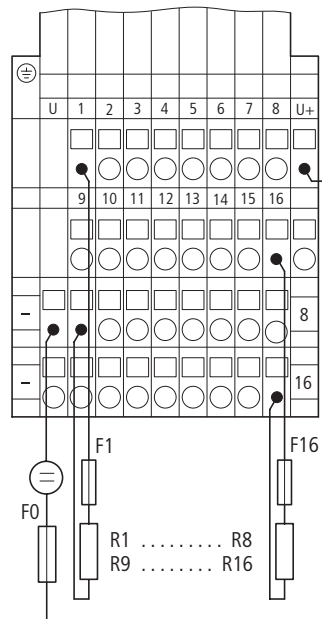 U 1 2 3 4 5 6 7 8 U+
9 10 11 12 13 14 15 16
– 8
– 16
F1 F16
F0
R1 ......... R8
R9 ........ R16